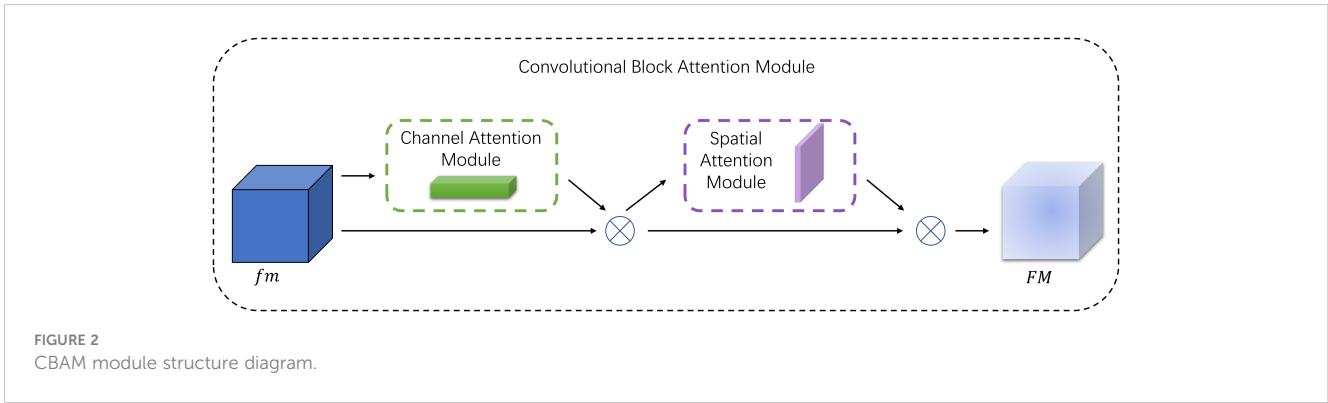 Convolutional Block Attention Module
Channel Attention
Module
Spatial
Attention
Module
fm
FM
FIGURE 2
CBAM module structure diagram.